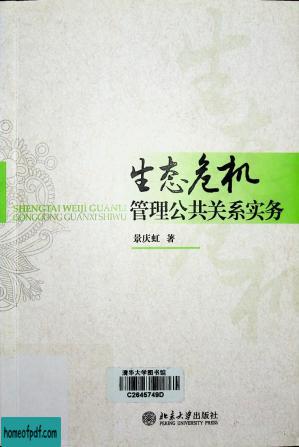 生态危机
SHENGTAI WEIJI GUANLI
GONGGONG GUANXI SHIWU
管理公共关系实务
景庆虹 著
清华大学图书馆
C2645749D
北京大学出版社
PEKING UNIVERSITY PRESS
homeofpdf.com